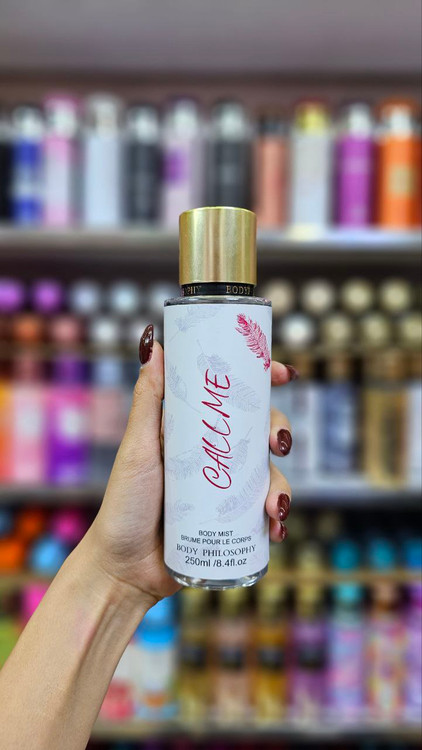 BODY
CALL ME
BODY MIST
BRUME POUR LE CORPS
BODY PHILOSOPHY
250ml /8.4fl.oz